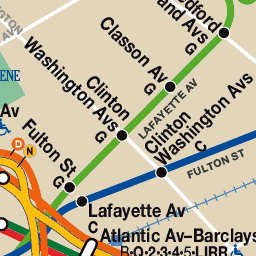 Bedford
and Avs
G
Classon Av
G
Clinton
Washington Avs
G
LAFAYETTE AV
Clinton
Washington Avs
C
FULTON ST
Av
Fulton St
G
D
N
Lafayette Av
C
Atlantic Av–Barclays
B•Q•2•3•4•5•LIRR